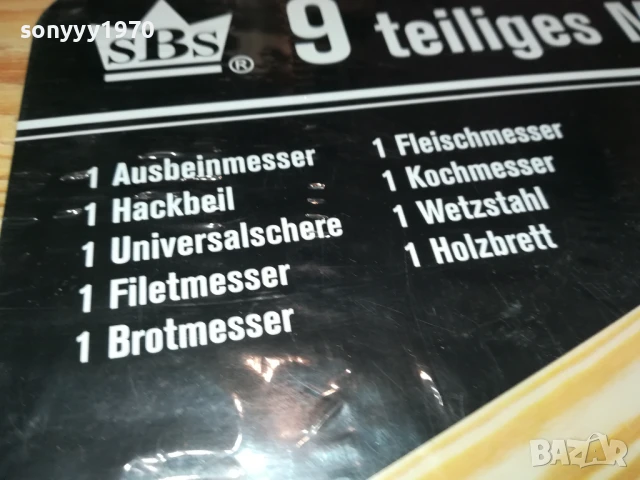 sonyyy1970
SBS
®
9 teiliges
1 Ausbeinmesser
1 Hackbeil
1 Universalschere
1 Filetmesser
1 Brotmesser
1 Fleischmesser
1 Kochmesser
1 Wetzstahl
1 Holzbrett
BAZAR